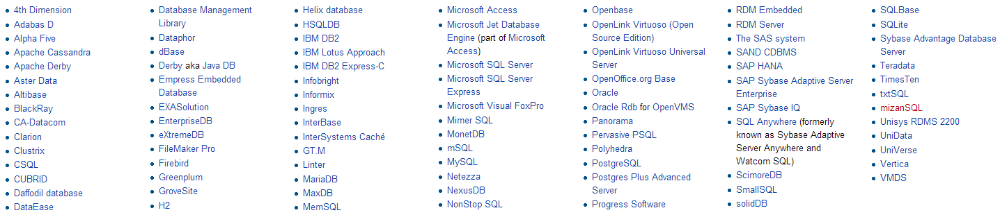 4th Dimension
Adabas D
Alpha Five
Apache Cassandra
Apache Derby
Aster Data
Altibase
BlackRay
CA-Datacom
Clarion
Clustrix
CSQL
CUBRID
Daffodil database
DataEase
Database Management
Library
Dataphor
dBase
Derby aka Java DB
Empress Embedded
Database
EXASolution
EnterpriseDB
eXtremeDB
FileMaker Pro
Firebird
Greenplum
GroveSite
H2
Helix database
HSQLDB
IBM DB2
IBM Lotus Approach
IBM DB2 Express-C
Infobright
Informix
Ingres
InterBase
InterSystems Caché
GT.M
Linter
MariaDB
MaxDB
MemSQL
Microsoft Access
Microsoft Jet Database
Engine (part of Microsoft
Access)
Microsoft SQL Server
Microsoft SQL Server
Express
Microsoft Visual FoxPro
Mimer SQL
MonetDB
mSQL
MySQL
Netezza
NexusDB
NonStop SQL
Openbase
OpenLink Virtuoso (Open
Source Edition)
OpenLink Virtuoso Universal
Server
OpenOffice.org Base
Oracle
Oracle Rdb for OpenVMS
Panorama
Pervasive PSQL
Polyhedra
PostgreSQL
Postgres Plus Advanced
Server
Progress Software
RDM Embedded
RDM Server
The SAS system
SAND CDBMS
SAP HANA
SAP Sybase Adaptive Server
Enterprise
SAP Sybase IQ
SQL Anywhere (formerly
known as Sybase Adaptive
Server Anywhere and
Watcom SQL)
ScimoreDB
SmallSQL
solidDB
SQLBase
SQLite
Sybase Advantage Database
Server
Teradata
TimesTen
txtSQL
mizanSQL
Unisys RDMS 2200
UniData
UniVerse
Vertica
VMDS